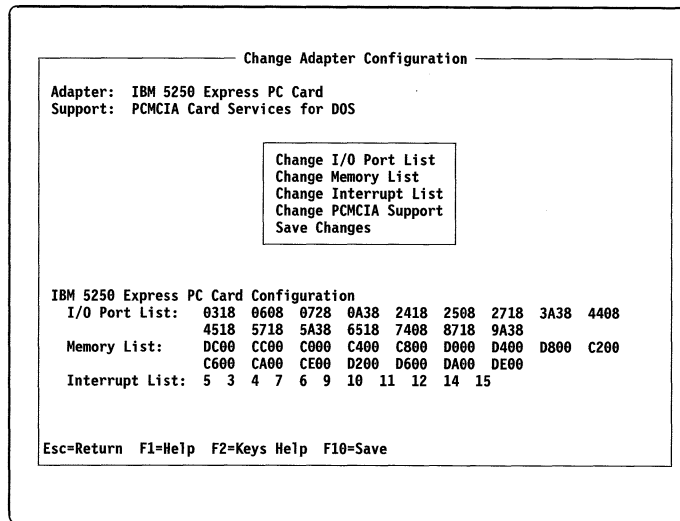 Change Adapter Configuration
Adapter: IBM 5250 Express PC Card
Support: PCMCIA Card Services for DOS
Change I/O Port List
Change Memory List
Change Interrupt List
Change PCMCIA Support
Save Changes
IBM 5250 Express PC Card Configuration
I/O Port List: 0318 0608 0728 0A38 2418 2508 2718 3A38 4408
4518 5718 5A38 6518 7408 8718 9A38
Memory List: DC00 CC00 C000 C400 C800 D000 D400 D800 C200
C600 CA00 CE00 D200 D600 DA00 DE00
Interrupt List: 5 3 4 7 6 9 10 11 12 14 15
Esc=Return F1=Help F2=Keys Help F10=Save